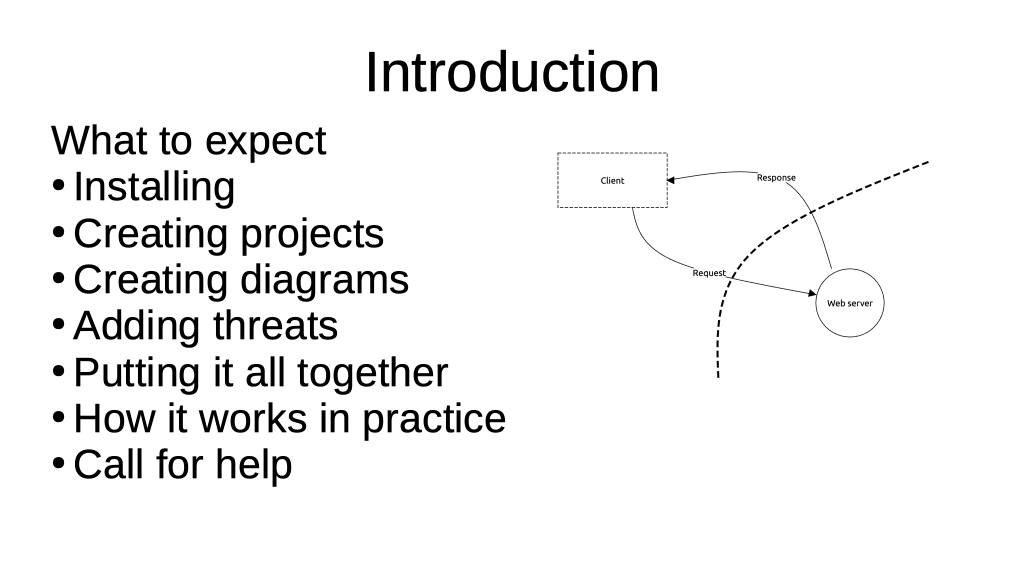 Introduction
What to expect
• Installing
• Creating projects
• Creating diagrams
• Adding threats
• Putting it all together
• How it works in practice
• Call for help
Client
Response
Request
Web server